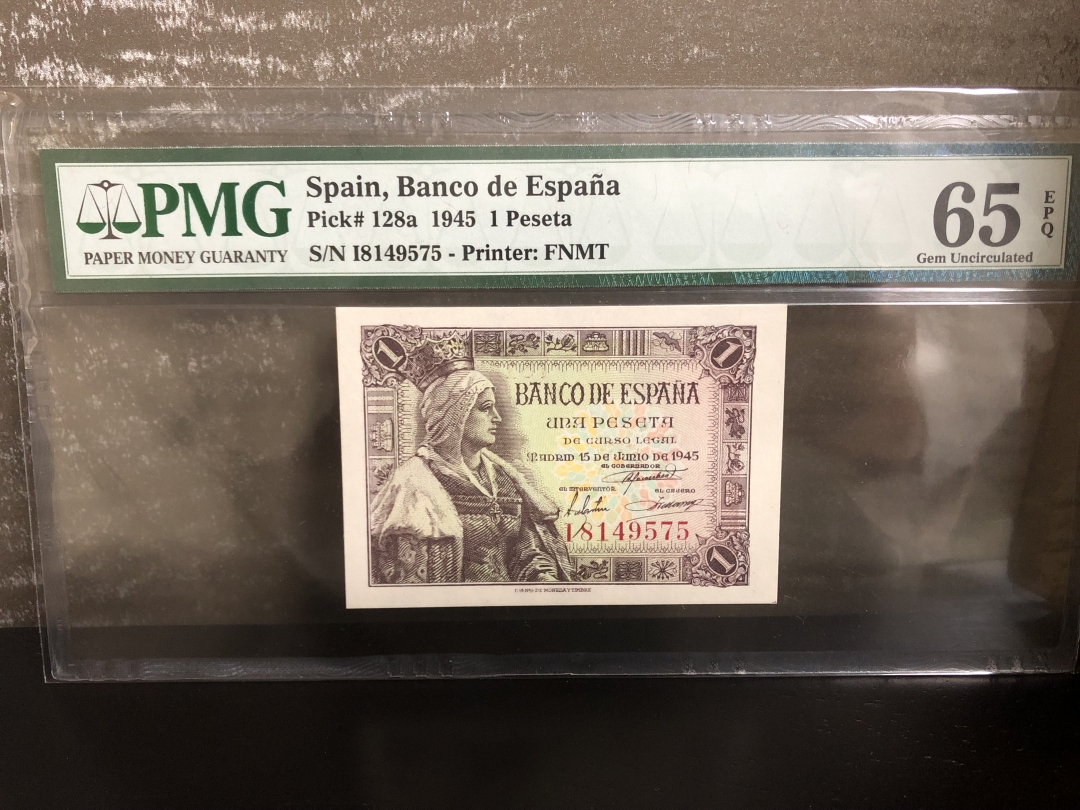 PMG
PAPER MONEY GUARANTY
Spain, Banco de España
Pick# 128a 1945 1 Peseta
S/N I8149575 - Printer: FNMT
65
EPQ
Gem Uncirculated
1
1
BANCO DE ESPAÑA
UNA PESETA
DE CURSO LEGAL
MADRID 15 DE JUNIO DE 1945
EL GOBERNADOR
EL INTERVENTOR
EL CAJERO
I8149575
1
MONEDA Y TIMBRE